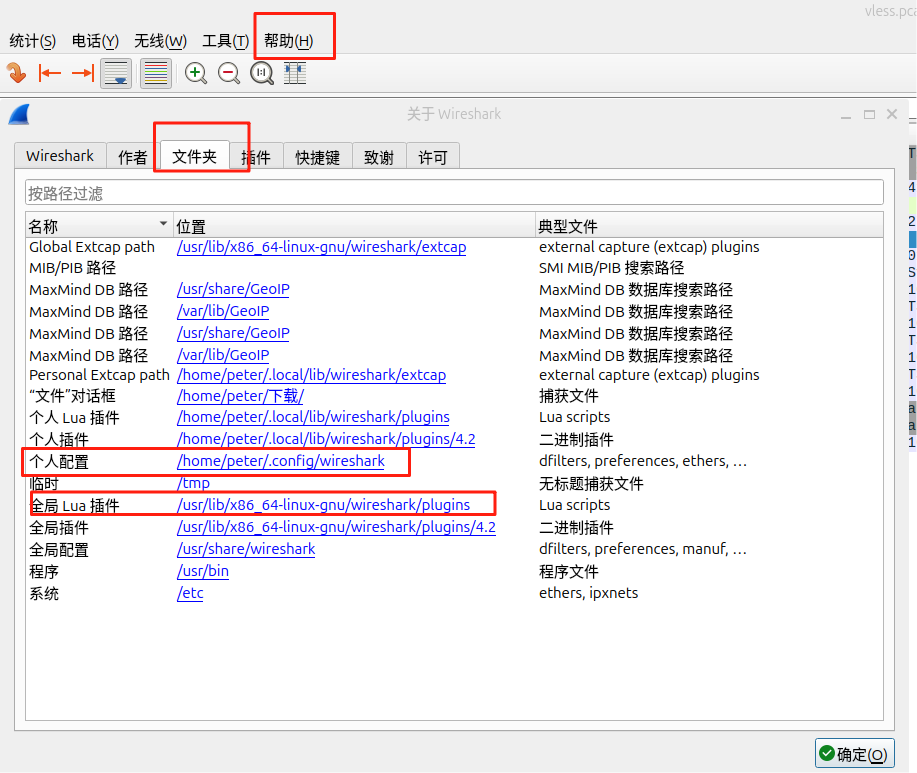 vless.pca
统计(S) 电话(Y) 无线(W) 工具(T) 帮助(H)
关于 Wireshark
Wireshark 作者 文件夹 插件 快捷键 致谢 许可
按路径过滤
名称 位置 典型文件
Global Extcap path /usr/lib/x86_64-linux-gnu/wireshark/extcap external capture (extcap) plugins
MIB/PIB 路径 SMI MIB/PIB 搜索路径
MaxMind DB 路径 /usr/share/GeoIP MaxMind DB 数据库搜索路径
MaxMind DB 路径 /var/lib/GeoIP MaxMind DB 数据库搜索路径
MaxMind DB 路径 /usr/share/GeoIP MaxMind DB 数据库搜索路径
MaxMind DB 路径 /var/lib/GeoIP MaxMind DB 数据库搜索路径
Personal Extcap path /home/peter/.local/lib/wireshark/extcap external capture (extcap) plugins
“文件”对话框 /home/peter/下载/ 捕获文件
个人 Lua 插件 /home/peter/.local/lib/wireshark/plugins Lua scripts
个人插件 /home/peter/.local/lib/wireshark/plugins/4.2 二进制插件
个人配置 /home/peter/.config/wireshark dfilters, preferences, ethers, …
临时 /tmp 无标题捕获文件
全局 Lua 插件 /usr/lib/x86_64-linux-gnu/wireshark/plugins Lua scripts
全局插件 /usr/lib/x86_64-linux-gnu/wireshark/plugins/4.2 二进制插件
全局配置 /usr/share/wireshark dfilters, preferences, manuf, …
程序 /usr/bin 程序文件
系统 /etc ethers, ipxnets
确定(O)